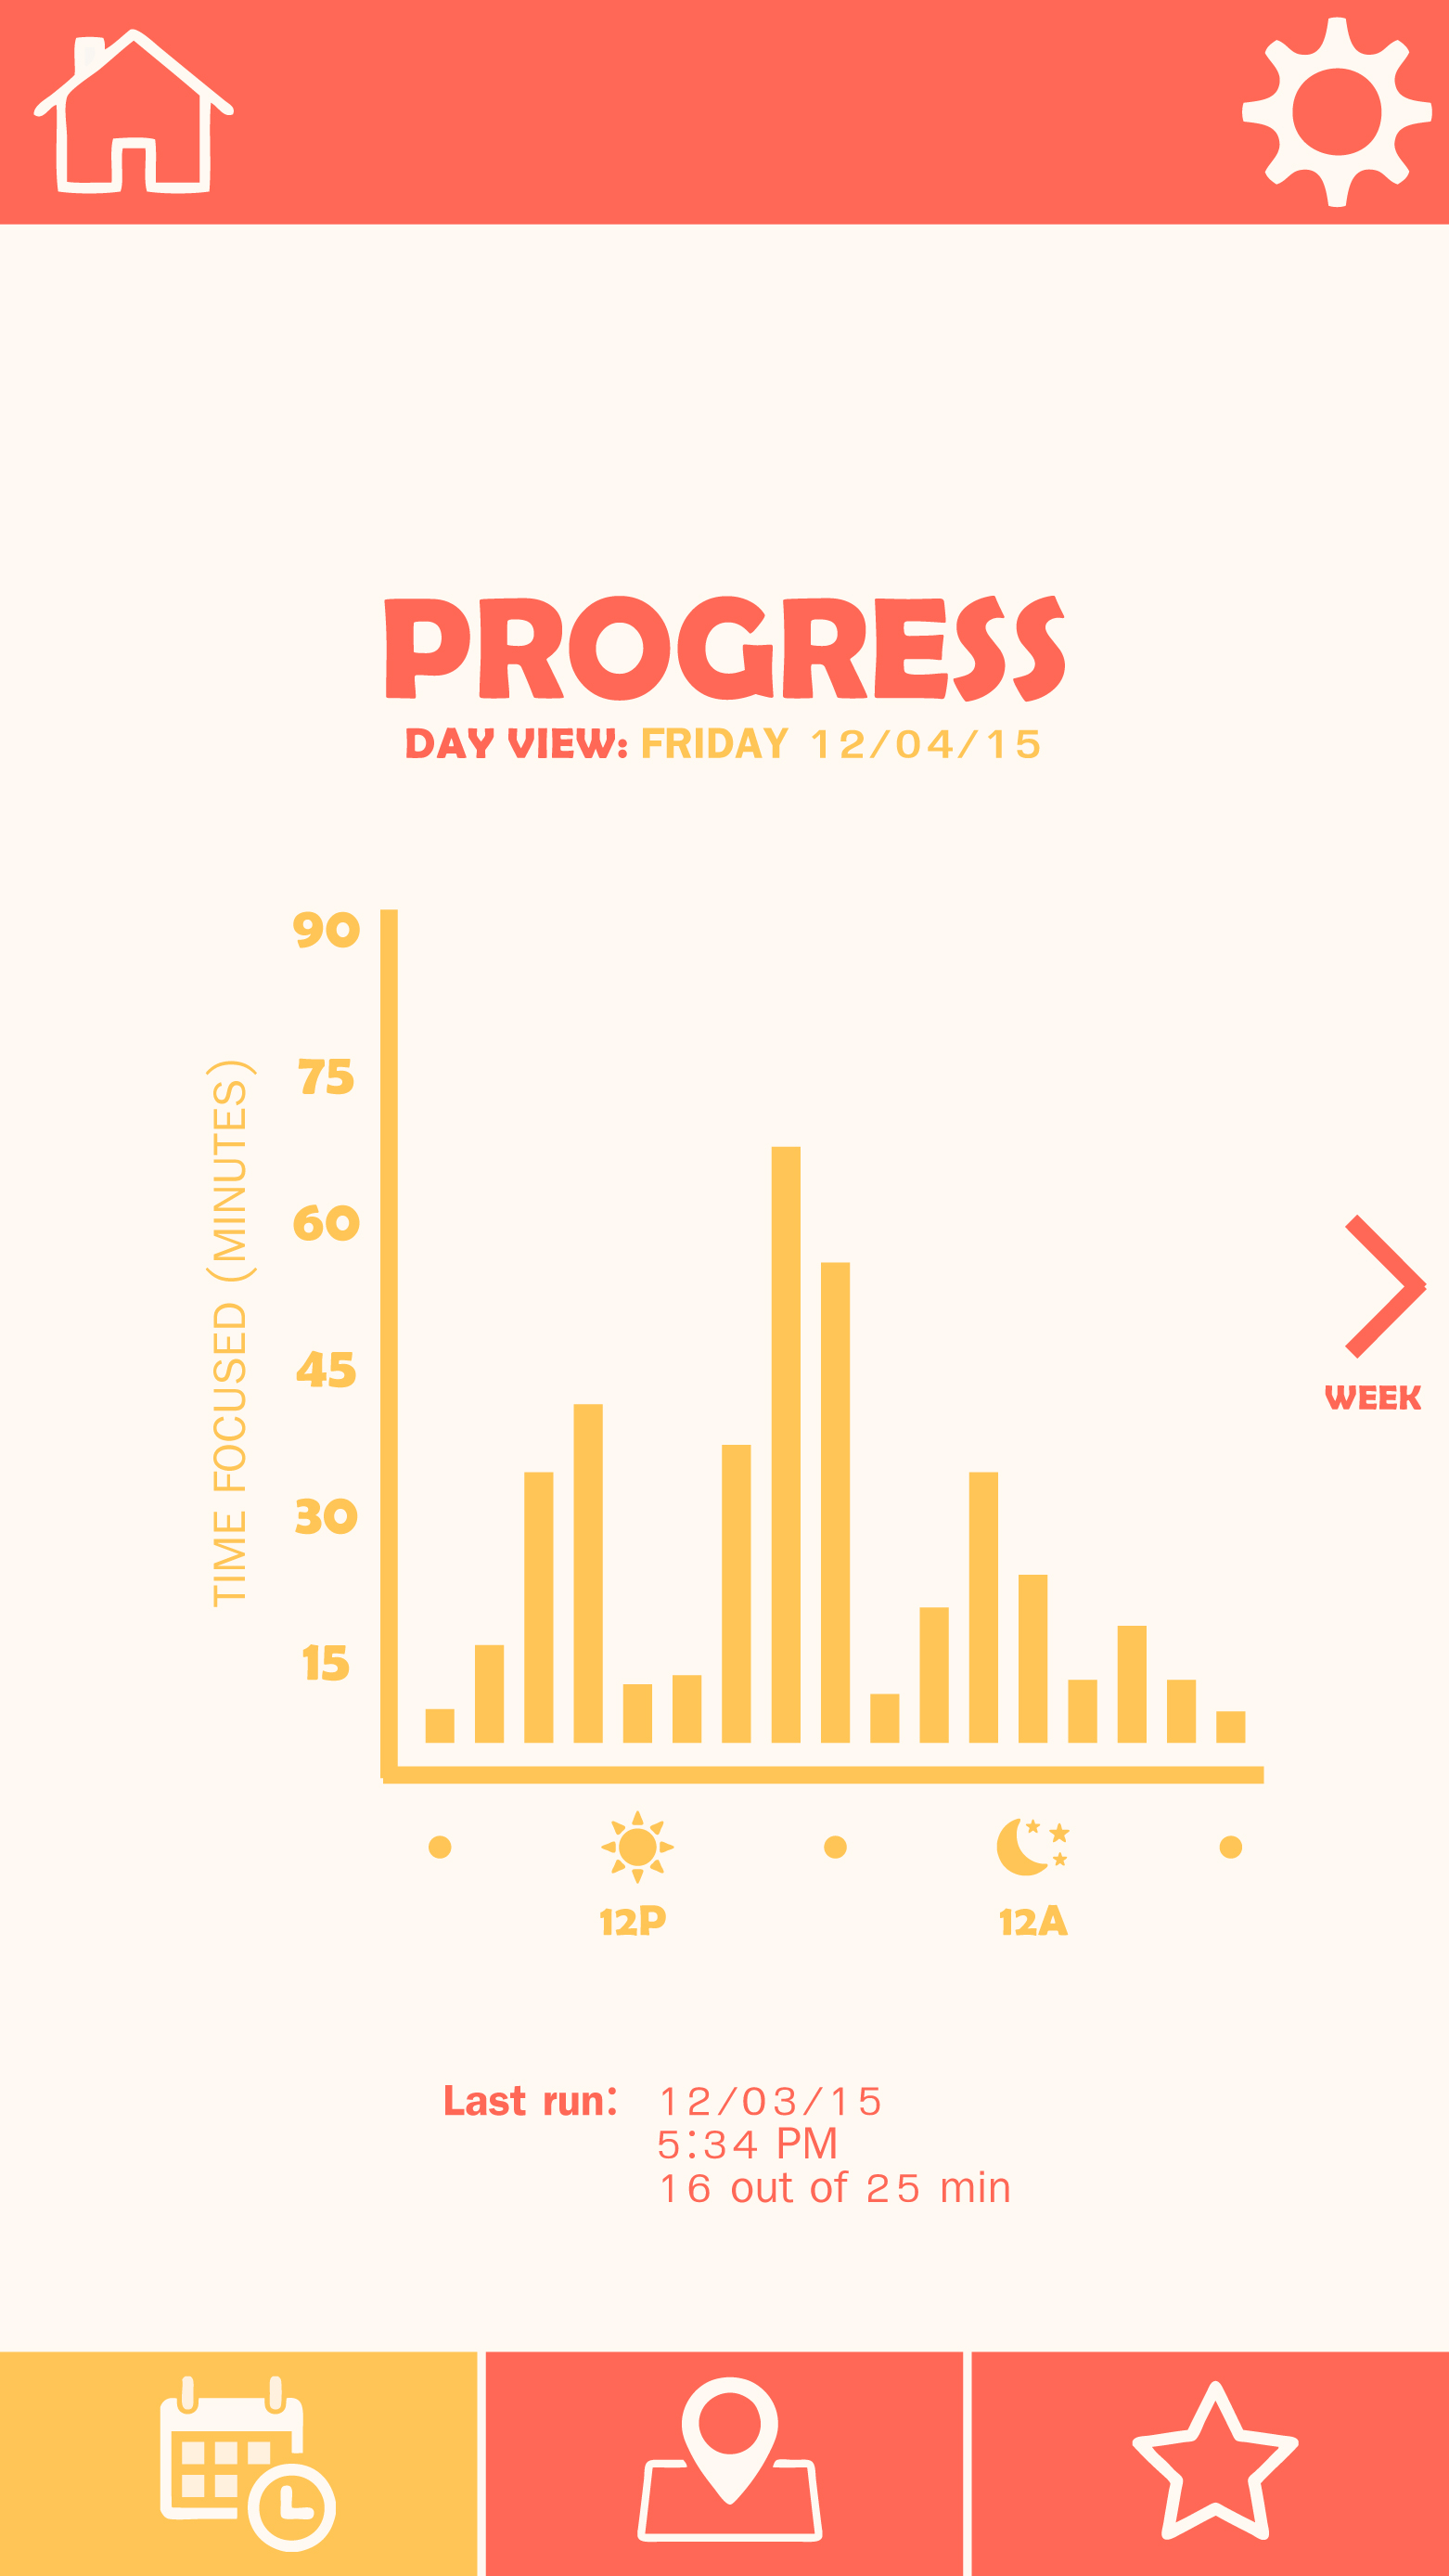 PROGRESS
DAY VIEW: FRIDAY 12/04/15
TIME FOCUSED (MINUTES)
90
75
60
45
30
15
WEEK
12P
12A
Last run: 12/03/15
5:34 PM
16 out of 25 min